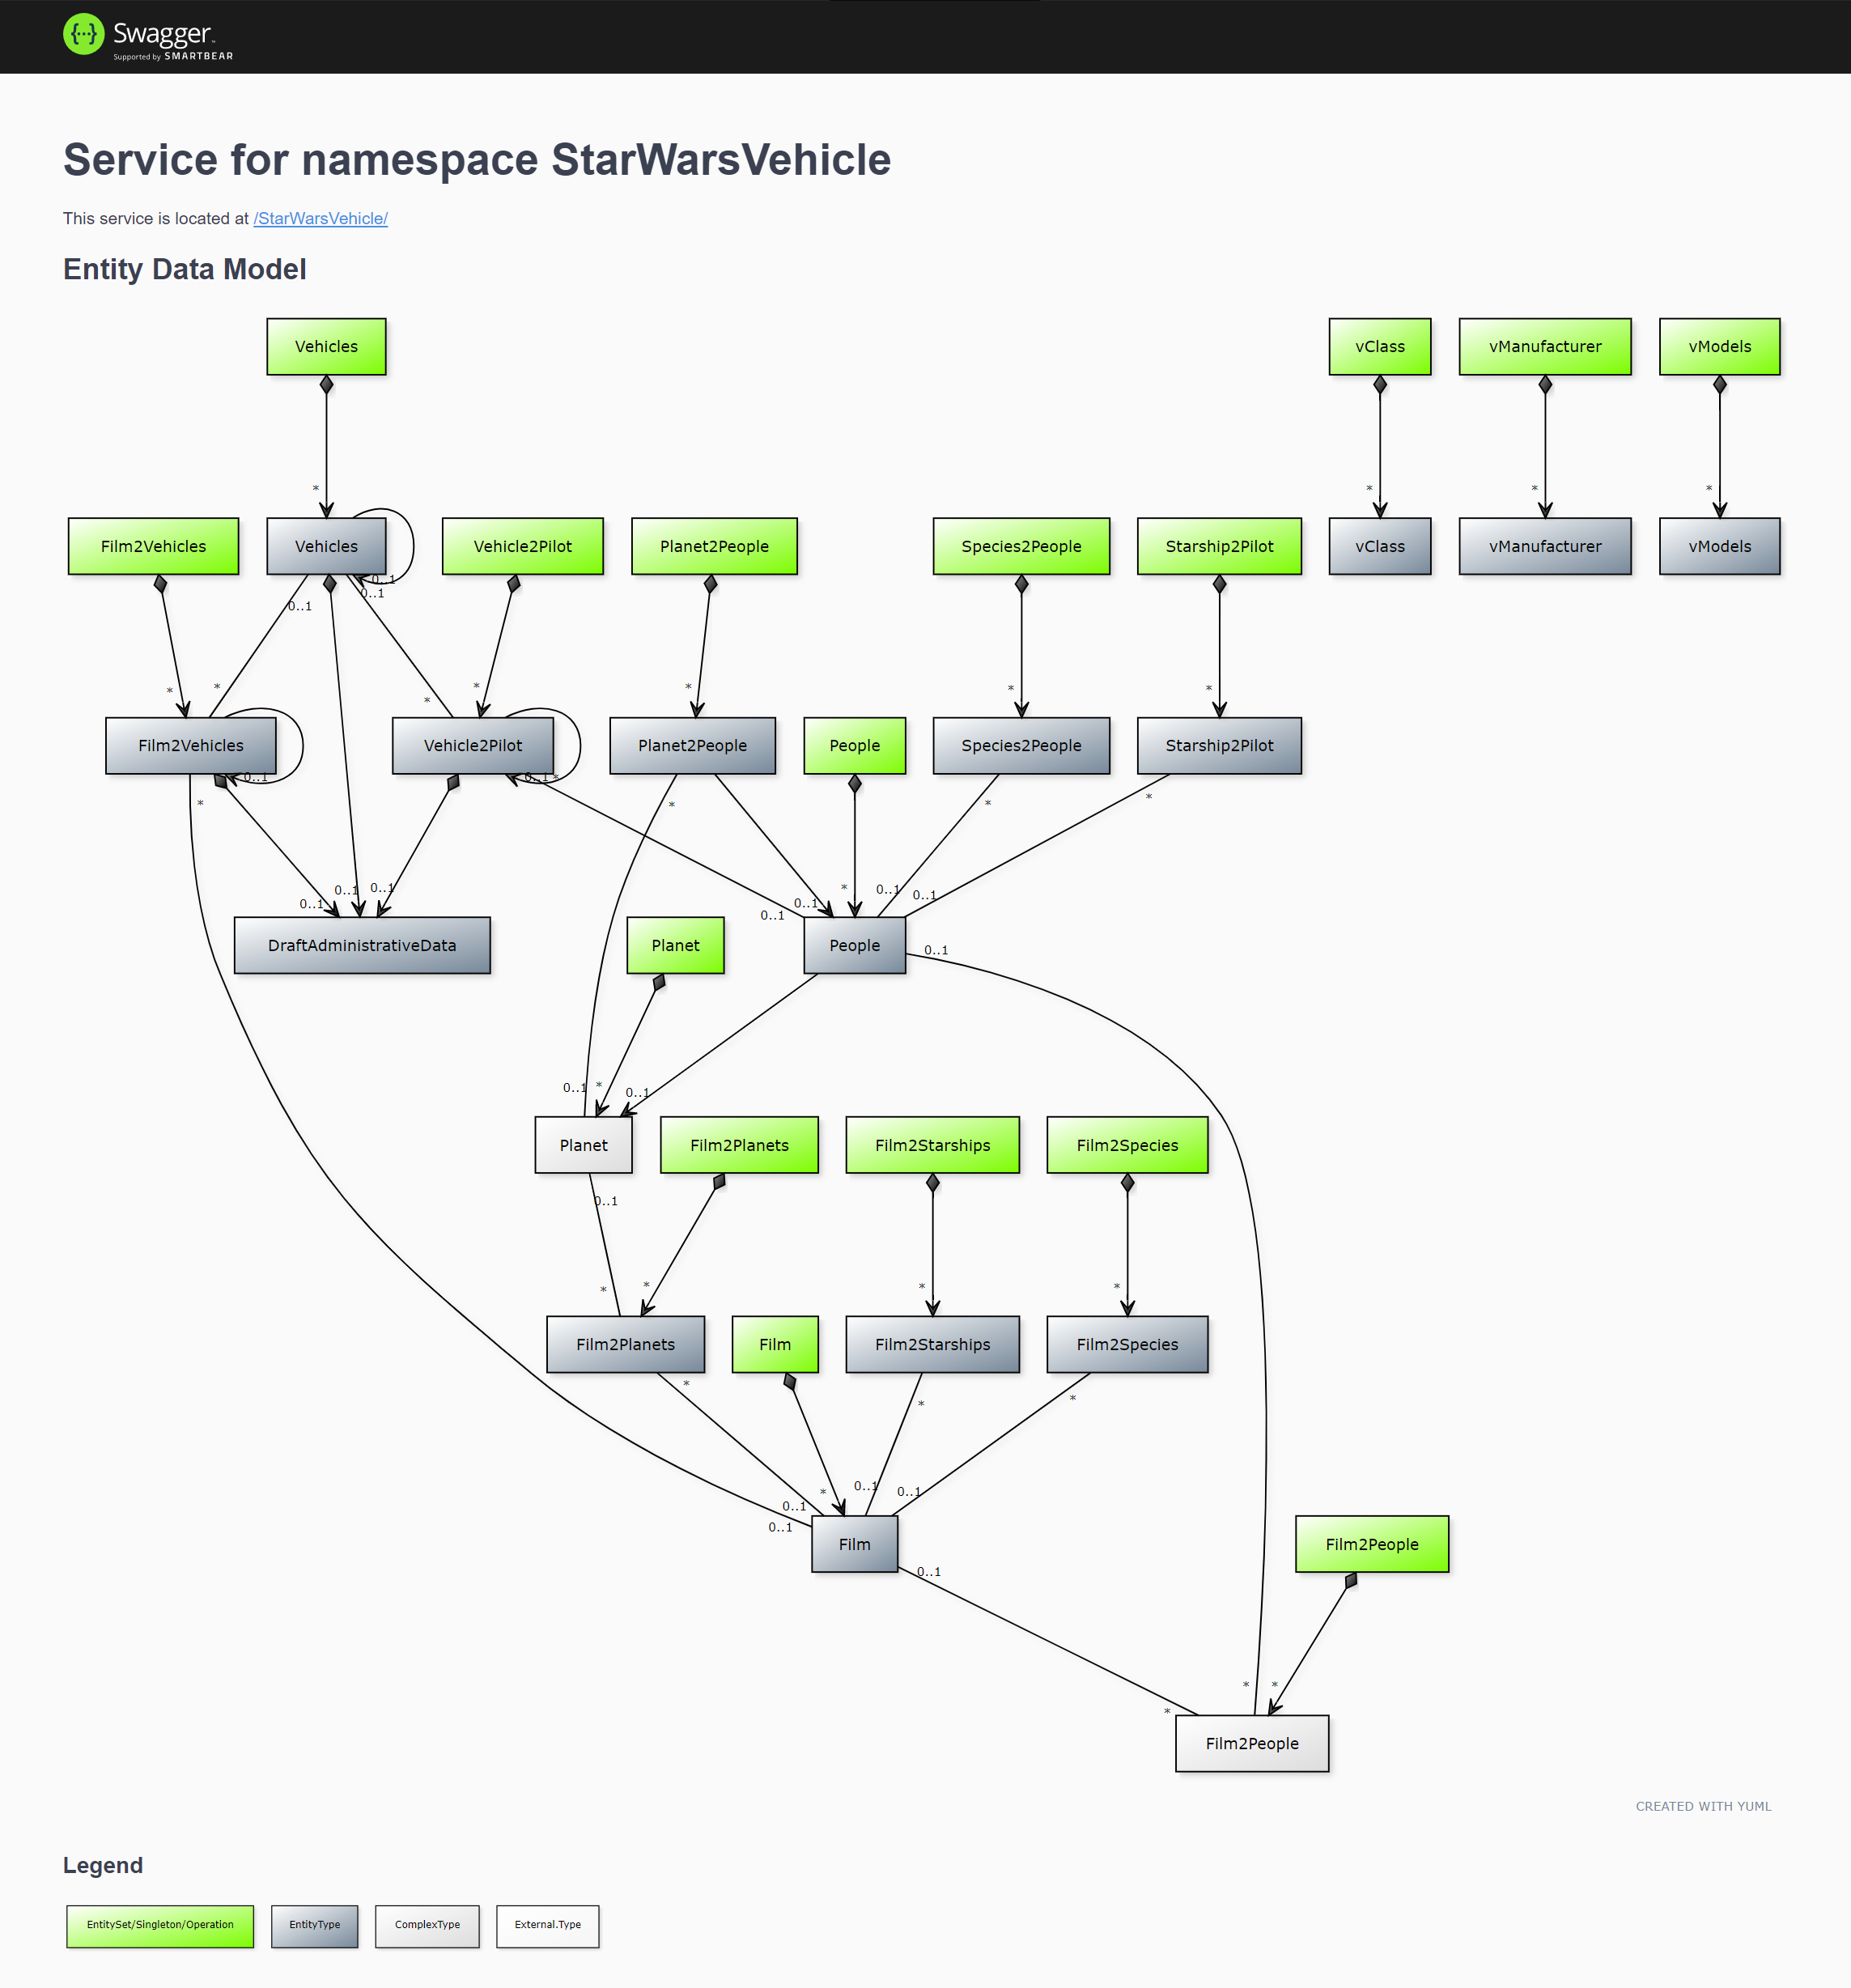 Swagger
Supported by SMARTBEAR
Service for namespace StarWarsVehicle
This service is located at /StarWarsVehicle/
Entity Data Model
Vehicles
vClass
vManufacturer
vModels
*
*
*
*
Film2Vehicles
Vehicles
Vehicle2Pilot
Planet2People
Species2People
Starship2Pilot
vClass
vManufacturer
vModels
0..1
0..1
0..1
*
*
*
*
*
*
*
Film2Vehicles
Vehicle2Pilot
Planet2People
People
Species2People
Starship2Pilot
0..1
0..1
*
*
*
*
*
0..1
0..1
0..1
*
0..1
0..1
0..1
0..1
DraftAdministrativeData
Planet
People
0..1
0..1
*
0..1
Planet
Film2Planets
Film2Starships
Film2Species
0..1
*
*
*
*
Film2Planets
Film
Film2Starships
Film2Species
*
*
*
0..1
0..1
*
0..1
0..1
Film
Film2People
0..1
*
*
*
Film2People
CREATED WITH YUML
Legend
EntitySet/Singleton/Operation
EntityType
ComplexType
External.Type